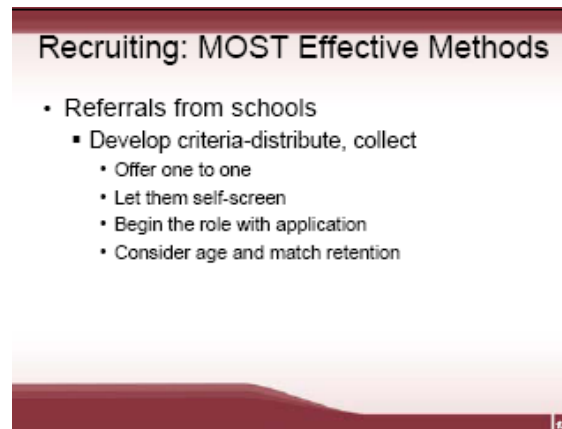 Recruiting: MOST Effective Methods
• Referrals from schools
▪ Develop criteria-distribute, collect
• Offer one to one
• Let them self-screen
• Begin the role with application
• Consider age and match retention